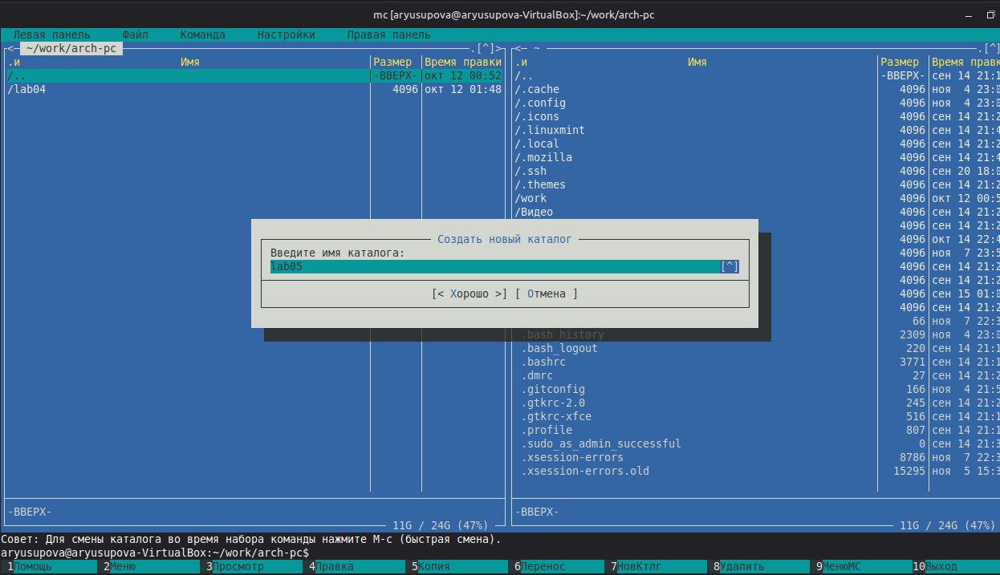 mc [aryusupova@aryusupova-VirtualBox]:~/work/arch-pc
Левая панель Файл Команда Настройки Правая панель
<─ ~/work/arch-pc .[^]> <─ ~ .[^]
.и Имя Размер Время правки .и Имя Размер Время правк
/.. -ВВЕРХ- окт 12 00:52 /.. -ВВЕРХ- сен 14 21:1
/lab04 4096 окт 12 01:48 /.cache 4096 ноя 4 23:0
/.config 4096 ноя 4 23:0
/.icons 4096 сен 14 21:2
/.linuxmint 4096 сен 14 21:4
/.local 4096 сен 14 21:2
/.mozilla 4096 сен 14 21:4
/.ssh 4096 сен 20 18:0
/.themes 4096 сен 14 21:2
/work 4096 окт 12 00:5
/Видео 4096 сен 14 21:2
4096 сен 14 21:2
Создать новый каталог 4096 окт 14 22:4
Введите имя каталога: 4096 ноя 7 23:5
lab05 [^] 4096 сен 14 21:2
4096 сен 14 21:2
[< Хорошо >] [ Отмена ] 4096 сен 15 01:0
4096 сен 14 21:2
66 ноя 7 22:3
.bash_history 2309 ноя 4 23:0
.bash_logout 220 сен 14 21:1
.bashrc 3771 сен 14 21:1
.dmrc 27 сен 14 21:2
.gitconfig 166 ноя 4 21:5
.gtkrc-2.0 245 сен 14 21:2
.gtkrc-xfce 516 сен 14 21:1
.profile 807 сен 14 21:1
.sudo_as_admin_successful 0 сен 14 21:3
.xsession-errors 8786 ноя 7 22:3
.xsession-errors.old 15295 ноя 5 15:3
-ВВЕРХ- -ВВЕРХ-
11G / 24G (47%) 11G / 24G (47%)
Совет: Для смены каталога во время набора команды нажмите M-c (быстрая смена).
aryusupova@aryusupova-VirtualBox:~/work/arch-pc$
1Помощь 2Меню 3Просмотр 4Правка 5Копия 6Перенос 7НовКтлг 8Удалить 9МенюMC 10Выход